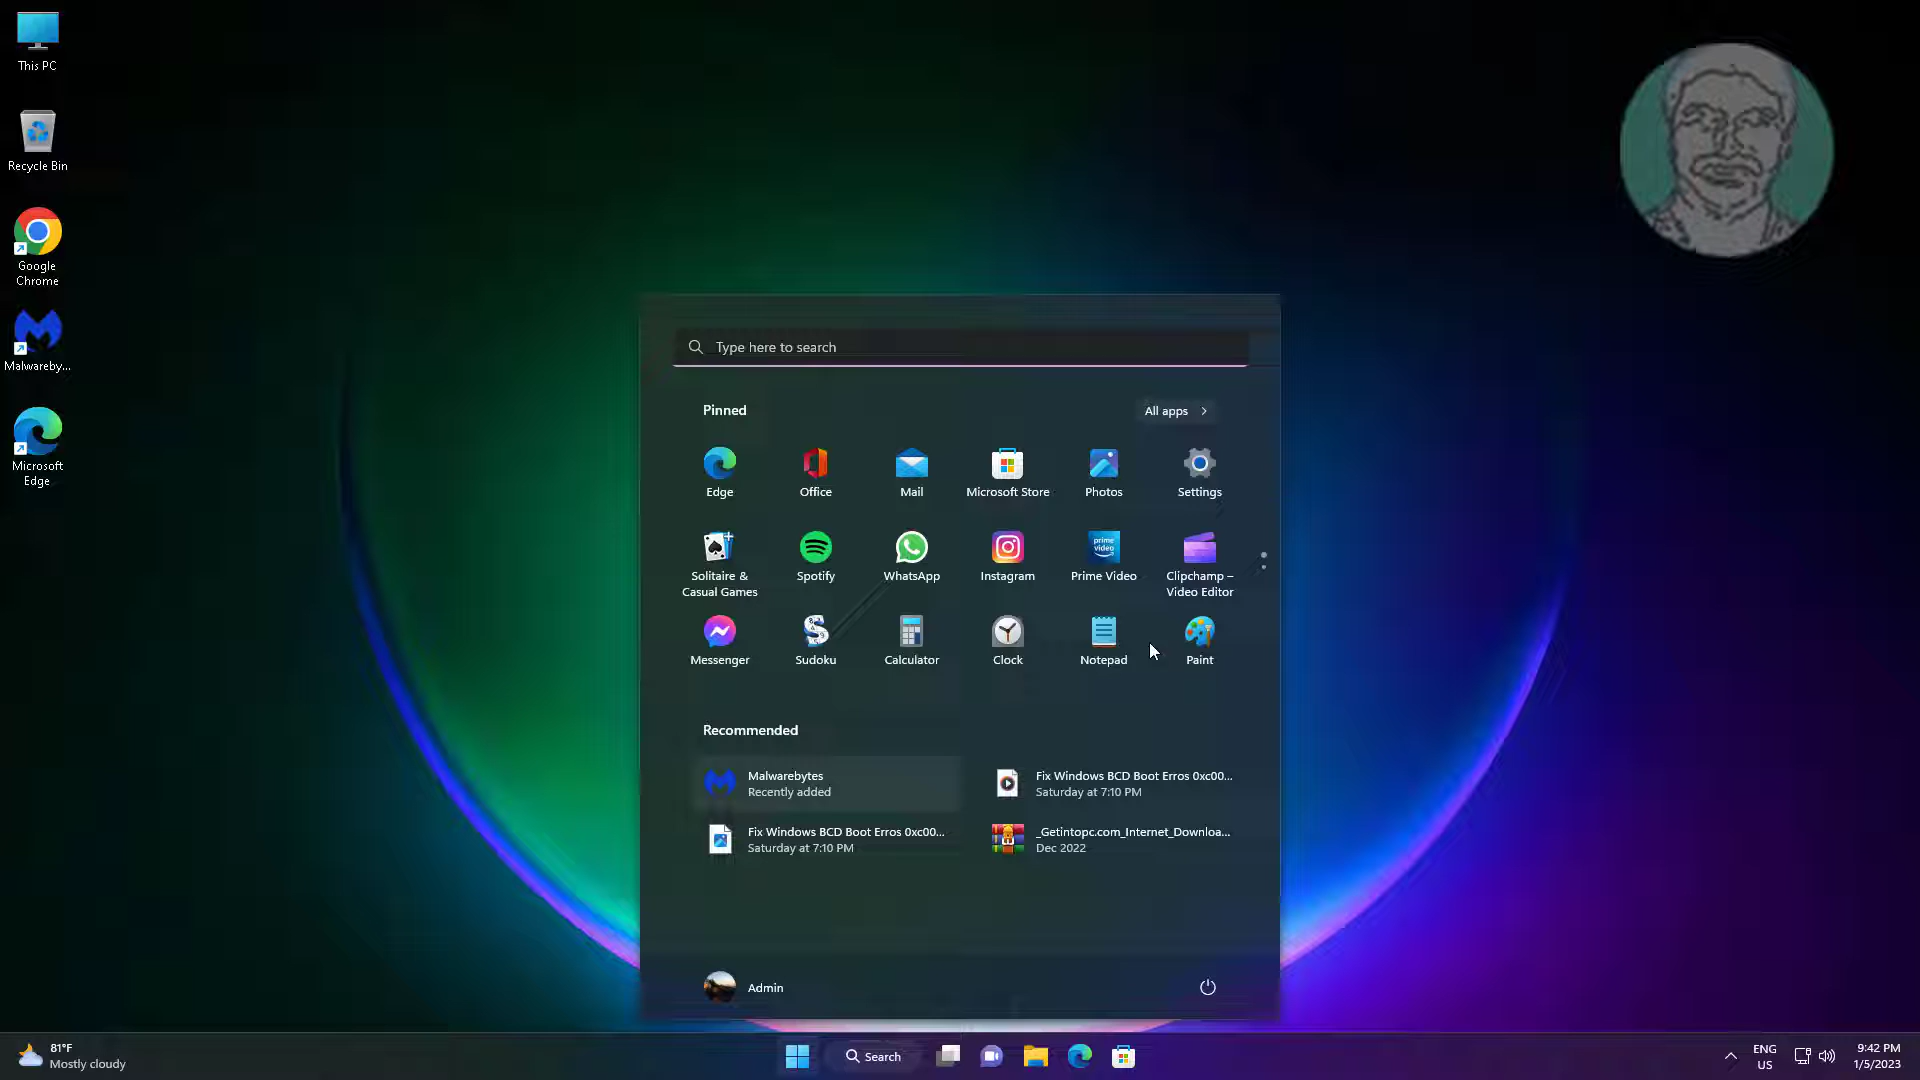 This PC
Recycle Bin
Google
Chrome
Malwareby...
Microsoft
Edge
Type here to search
Pinned
All apps
Edge
Office
Mail
Microsoft Store
Photos
Settings
Solitaire &
Casual Games
Spotify
WhatsApp
Instagram
prime
video
Prime Video
Clipchamp –
Video Editor
Messenger
Sudoku
Calculator
Clock
Notepad
Paint
Recommended
Malwarebytes
Recently added
Fix Windows BCD Boot Erros 0xc00...
Saturday at 7:10 PM
Fix Windows BCD Boot Erros 0xc00...
Saturday at 7:10 PM
_Getintopc.com_Internet_Downloa...
Dec 2022
Admin
81°F
Mostly cloudy
Search
ENG
US
9:42 PM
1/5/2023